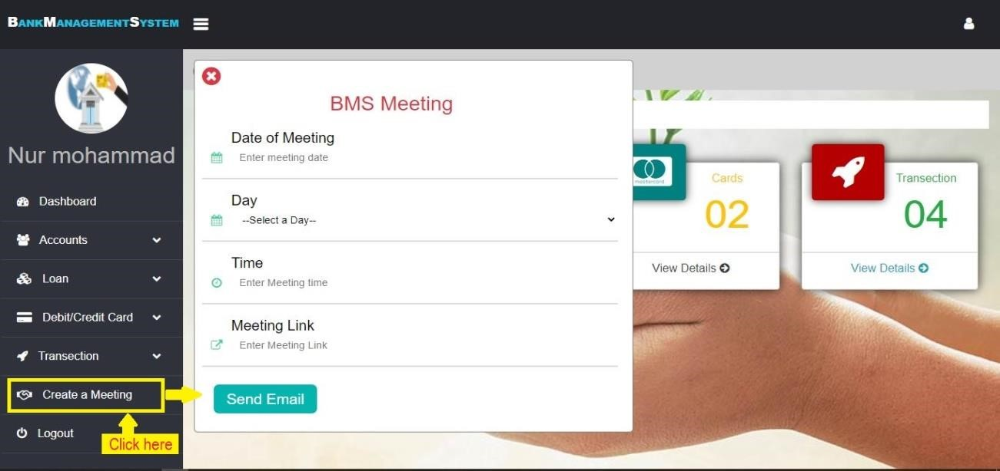 BANKMANAGEMENTSYSTEM
Nur mohammad
Dashboard
Accounts
Loan
Debit/Credit Card
Transection
Create a Meeting
Logout
Click here
BMS Meeting
Date of Meeting
Enter meeting date
Day
--Select a Day--
Time
Enter Meeting time
Meeting Link
Enter Meeting Link
Send Email
mastercard
Cards
02
View Details
Transection
04
View Details